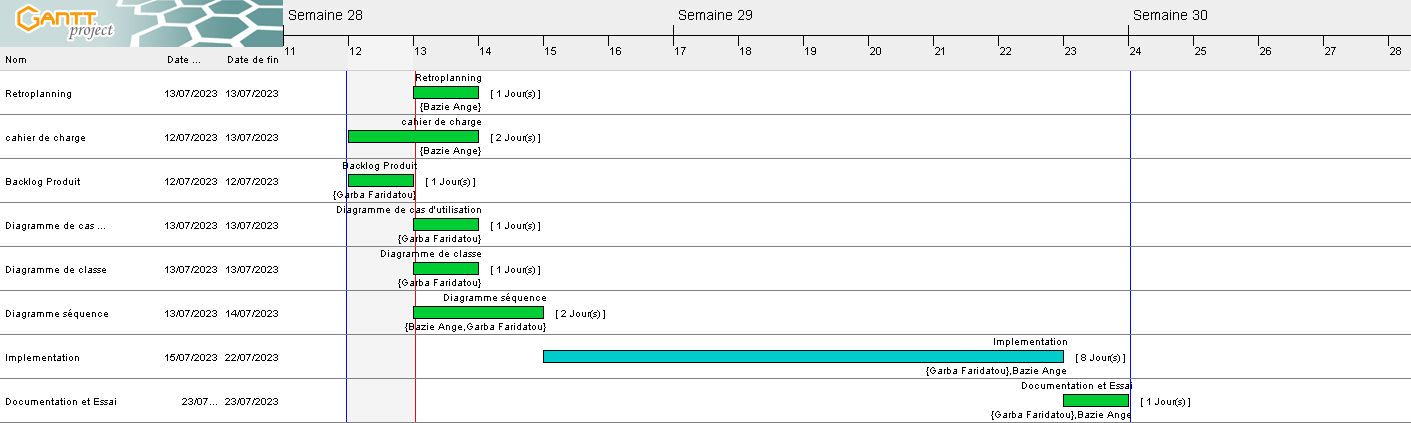 GANTT
project
Semaine 28 Semaine 29 Semaine 30
11 12 13 14 15 16 17 18 19 20 21 22 23 24 25 26 27 28
Nom Date ... Date de fin
Retroplanning
Retroplanning 13/07/2023 13/07/2023 [ 1 Jour(s) ]
{Bazie Ange}
cahier de charge
cahier de charge 12/07/2023 13/07/2023 [ 2 Jour(s) ]
{Bazie Ange}
Backlog Produit
Backlog Produit 12/07/2023 12/07/2023 [ 1 Jour(s) ]
{Garba Faridatou}
Diagramme de cas d'utilisation
Diagramme de cas ... 13/07/2023 13/07/2023 [ 1 Jour(s) ]
{Garba Faridatou}
Diagramme de classe
Diagramme de classe 13/07/2023 13/07/2023 [ 1 Jour(s) ]
{Garba Faridatou}
Diagramme séquence
Diagramme séquence 13/07/2023 14/07/2023 [ 2 Jour(s) ]
{Bazie Ange,Garba Faridatou}
Implementation
Implementation 15/07/2023 22/07/2023 [ 8 Jour(s) ]
{Garba Faridatou},Bazie Ange
Documentation et Essai
Documentation et Essai 23/07... 23/07/2023 [ 1 Jour(s) ]
{Garba Faridatou},Bazie Ange